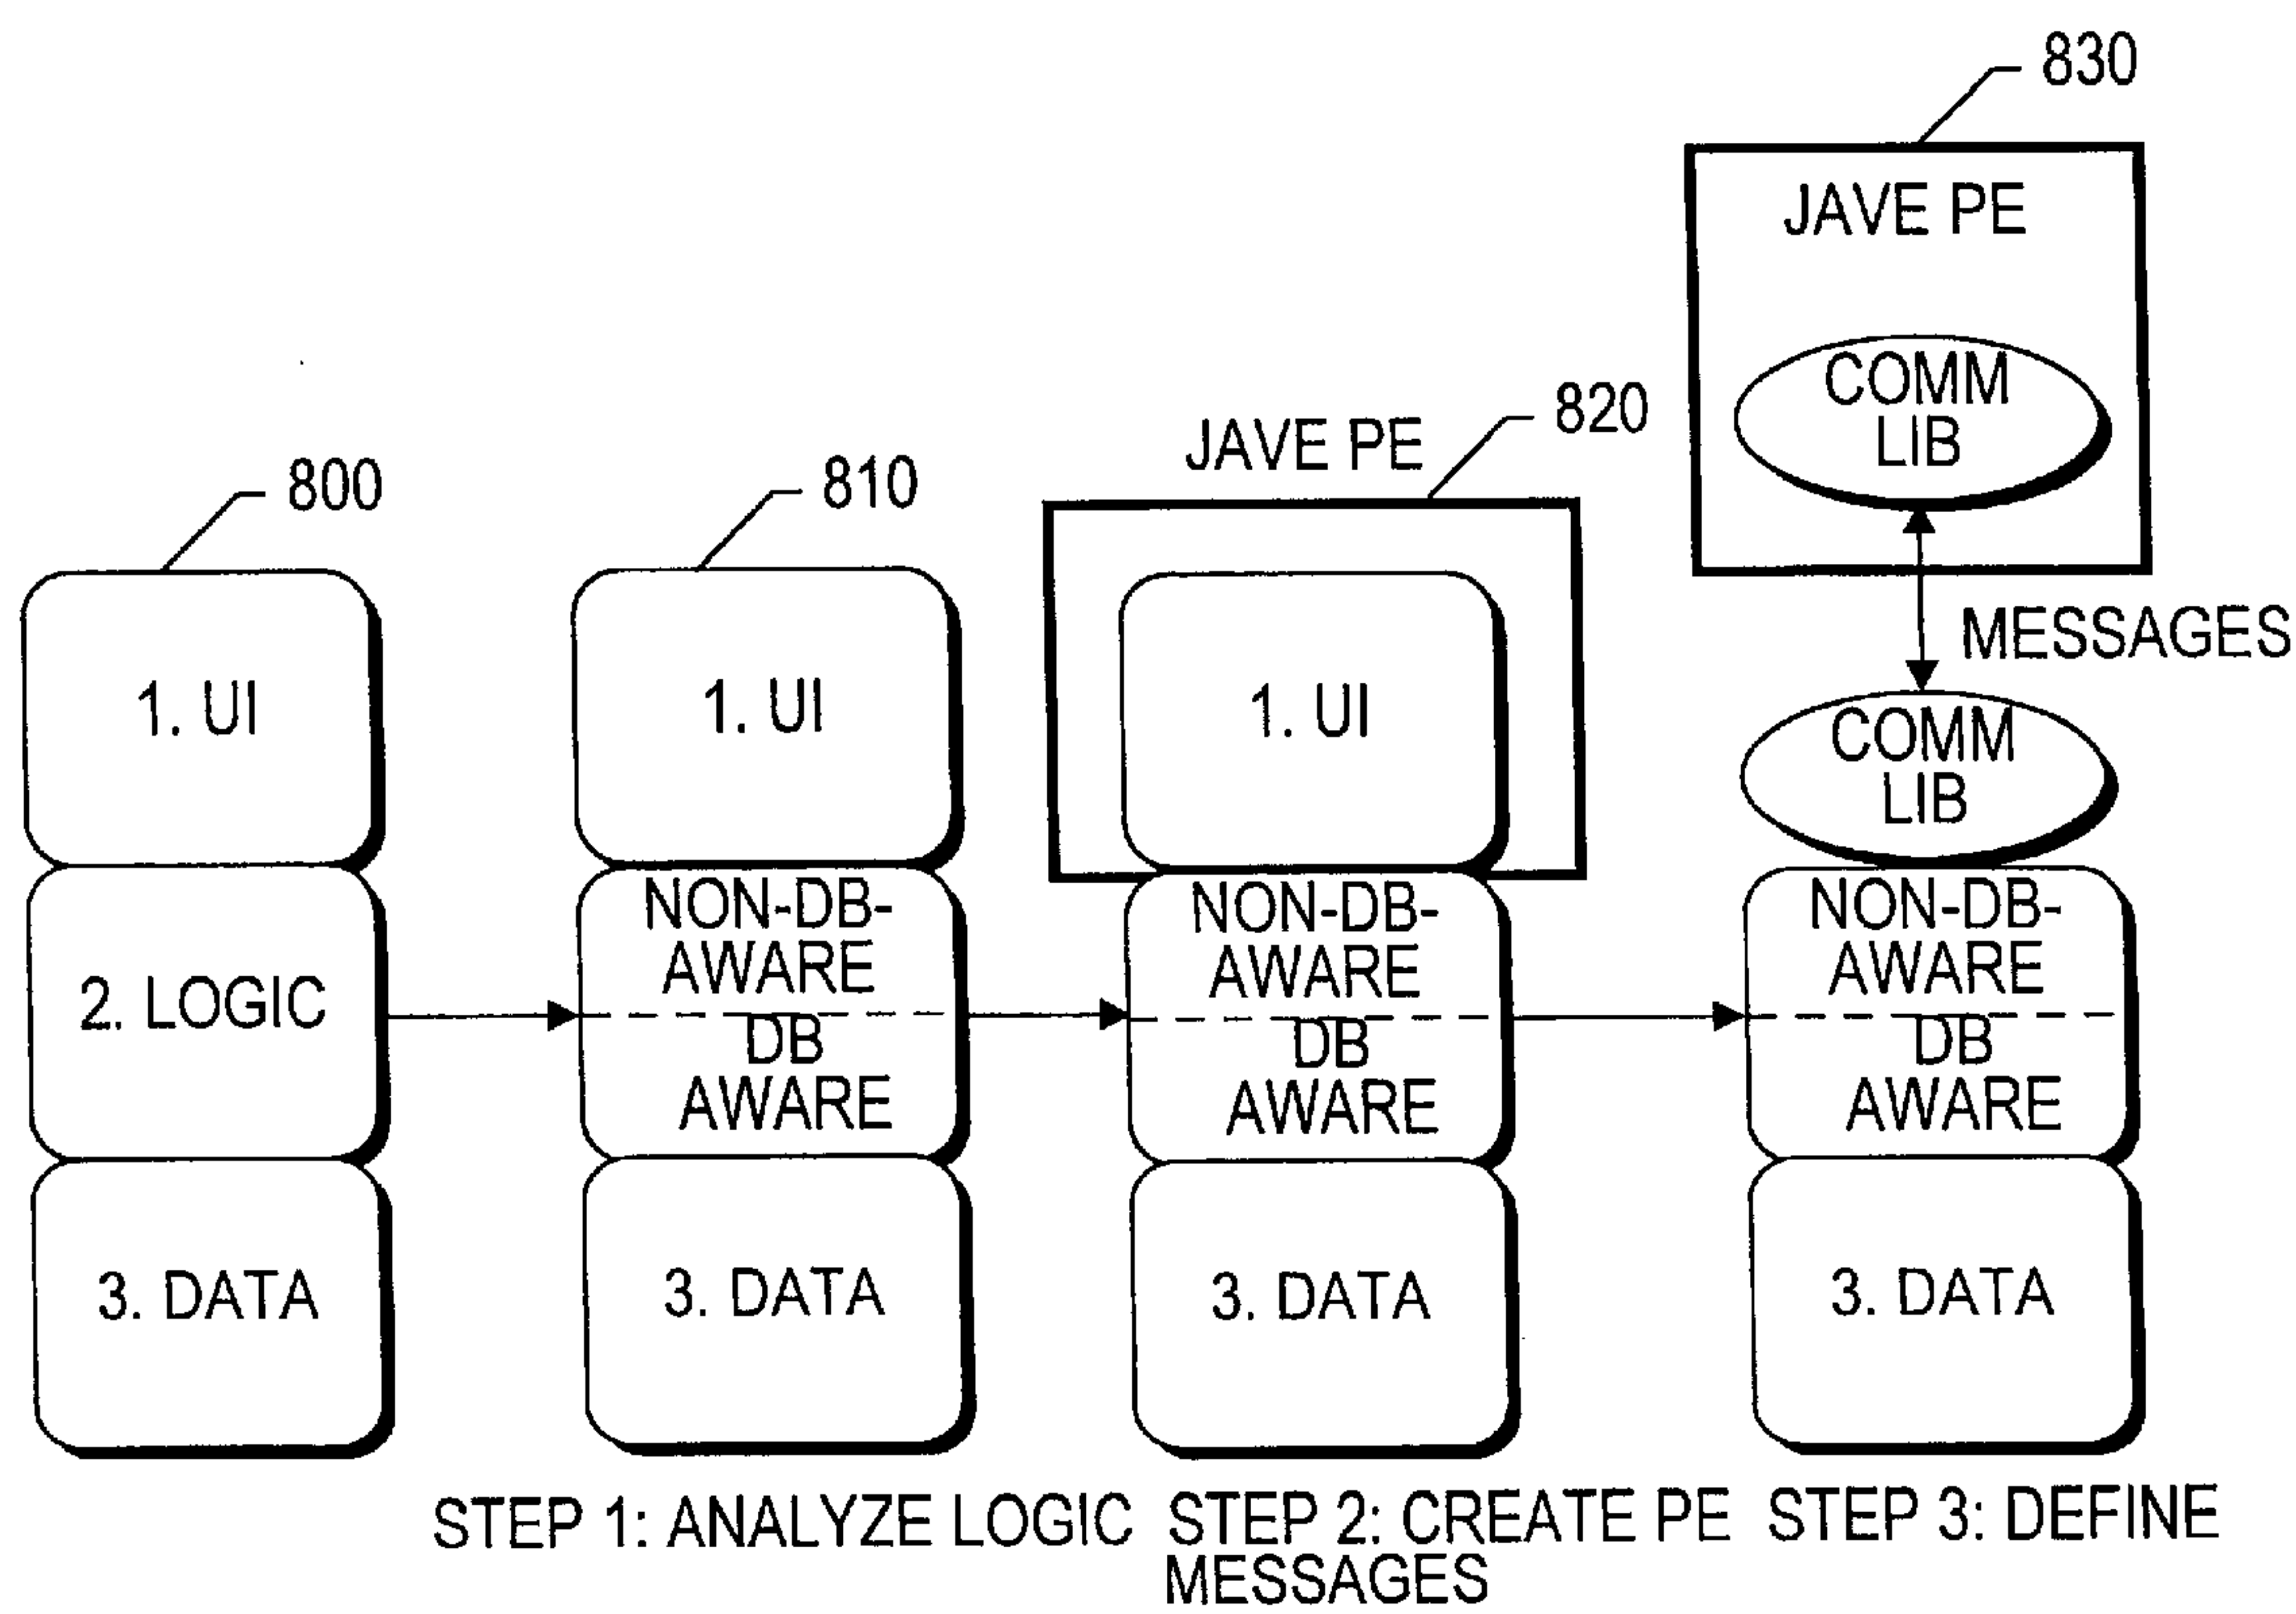 830
JAVE PE
COMM
LIB
MESSAGES
COMM
LIB
820
JAVE PE
800
810
1. UI
1. UI
1. UI
2. LOGIC
NON-DB-
AWARE
DB
AWARE
NON-DB-
AWARE
DB
AWARE
NON-DB-
AWARE
DB
AWARE
3. DATA
3. DATA
3. DATA
3. DATA
STEP 1: ANALYZE LOGIC STEP 2: CREATE PE STEP 3: DEFINE
MESSAGES